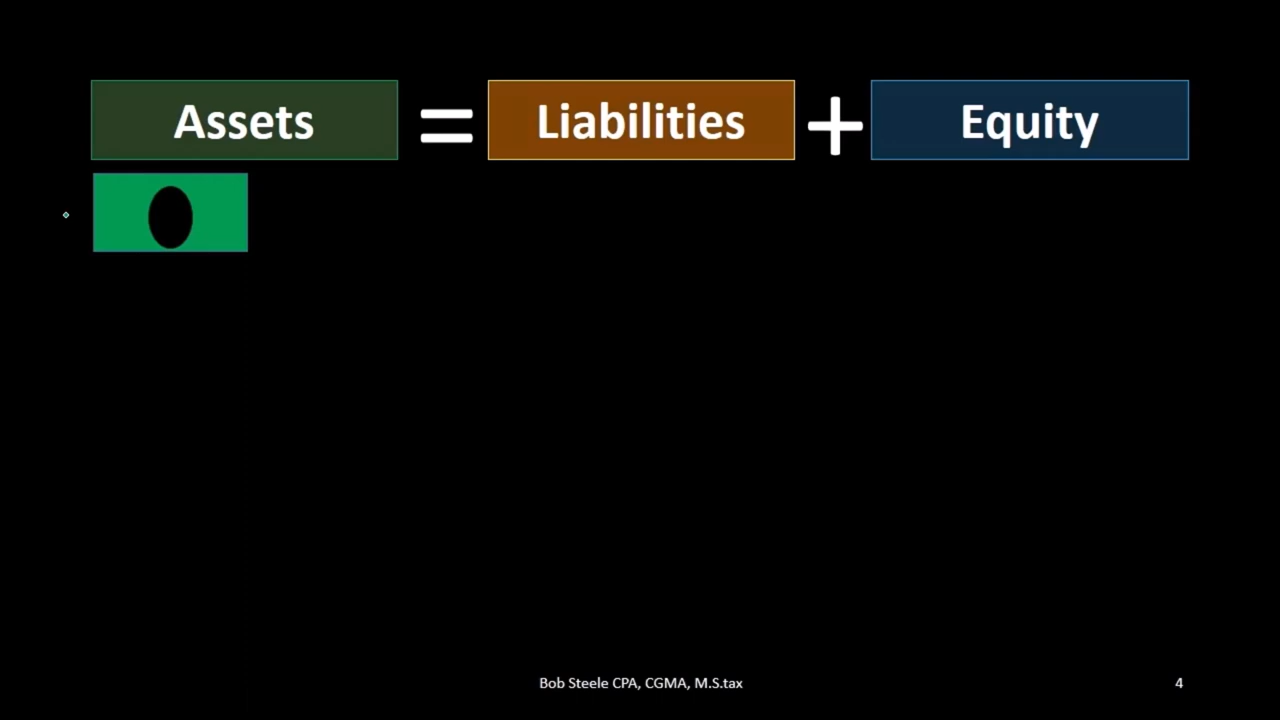 Assets = Liabilities + Equity
Bob Steele CPA, CGMA, M.S.tax
4